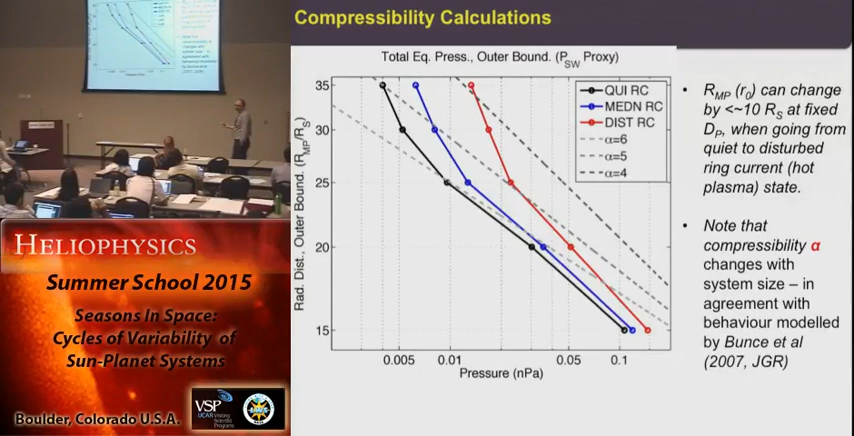 Compressibility Calculations
Total Eq. Press., Outer Bound. (P_SW Proxy)
Rad. Dist., Outer Bound. (R_MP/R_S)
35
30
25
20
15
QUI RC
MEDN RC
DIST RC
α=6
α=5
α=4
0.005
0.01
0.05
0.1
Pressure (nPa)
• R_MP (r_0) can change
by <~10 R_S at fixed
D_P, when going from
quiet to disturbed
ring current (hot
plasma) state.
• Note that
compressibility α
changes with
system size – in
agreement with
behaviour modelled
by Bunce et al
(2007, JGR)
HELIOPHYSICS
Summer School 2015
Seasons In Space:
Cycles of Variability of
Sun-Planet Systems
Boulder, Colorado U.S.A.
VSP
UCAR Visiting
Scientist
Programs